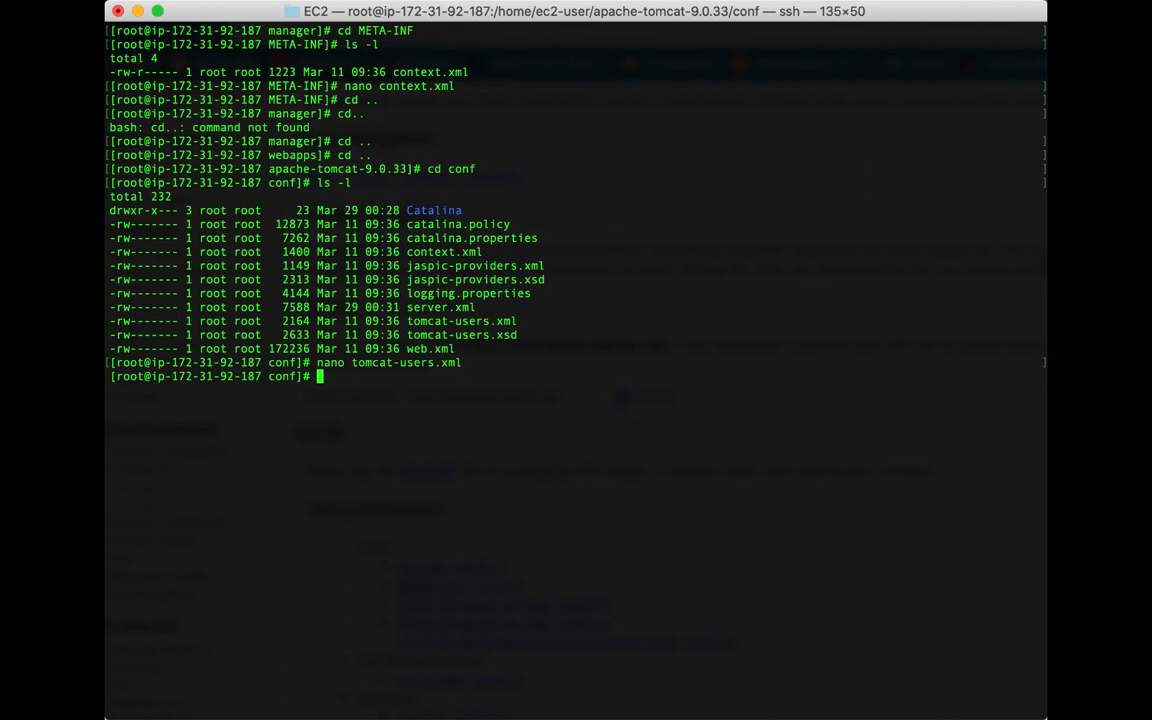 EC2 — root@ip-172-31-92-187:/home/ec2-user/apache-tomcat-9.0.33/conf — ssh — 135×50
[[root@ip-172-31-92-187 manager]# cd META-INF ]
[[root@ip-172-31-92-187 META-INF]# ls -l ]
total 4
-rw-r----- 1 root root 1223 Mar 11 09:36 context.xml
[[root@ip-172-31-92-187 META-INF]# nano context.xml ]
[[root@ip-172-31-92-187 META-INF]# cd .. ]
[[root@ip-172-31-92-187 manager]# cd.. ]
bash: cd..: command not found
[[root@ip-172-31-92-187 manager]# cd .. ]
[[root@ip-172-31-92-187 webapps]# cd .. ]
[[root@ip-172-31-92-187 apache-tomcat-9.0.33]# cd conf ]
[[root@ip-172-31-92-187 conf]# ls -l ]
total 232
drwxr-x--- 3 root root     23 Mar 29 00:28 Catalina
-rw------- 1 root root  12873 Mar 11 09:36 catalina.policy
-rw------- 1 root root   7262 Mar 11 09:36 catalina.properties
-rw------- 1 root root   1400 Mar 11 09:36 context.xml
-rw------- 1 root root   1149 Mar 11 09:36 jaspic-providers.xml
-rw------- 1 root root   2313 Mar 11 09:36 jaspic-providers.xsd
-rw------- 1 root root   4144 Mar 11 09:36 logging.properties
-rw------- 1 root root   7588 Mar 29 00:31 server.xml
-rw------- 1 root root   2164 Mar 11 09:36 tomcat-users.xml
-rw------- 1 root root   2633 Mar 11 09:36 tomcat-users.xsd
-rw------- 1 root root 172236 Mar 11 09:36 web.xml
[[root@ip-172-31-92-187 conf]# nano tomcat-users.xml ]
[root@ip-172-31-92-187 conf]#